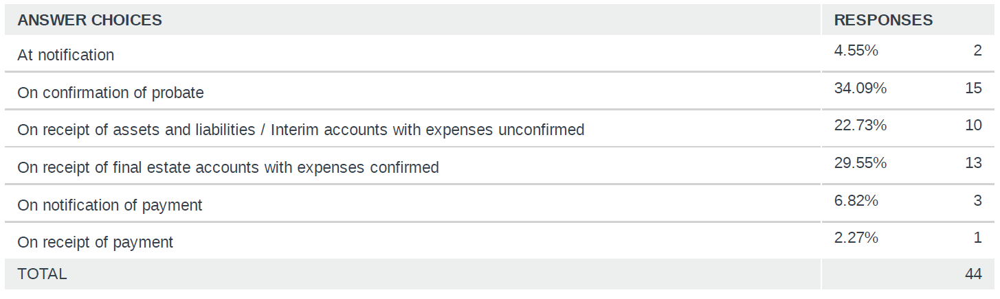 ANSWER CHOICES RESPONSES
At notification 4.55% 2
On confirmation of probate 34.09% 15
On receipt of assets and liabilities / Interim accounts with expenses unconfirmed 22.73% 10
On receipt of final estate accounts with expenses confirmed 29.55% 13
On notification of payment 6.82% 3
On receipt of payment 2.27% 1
TOTAL 44